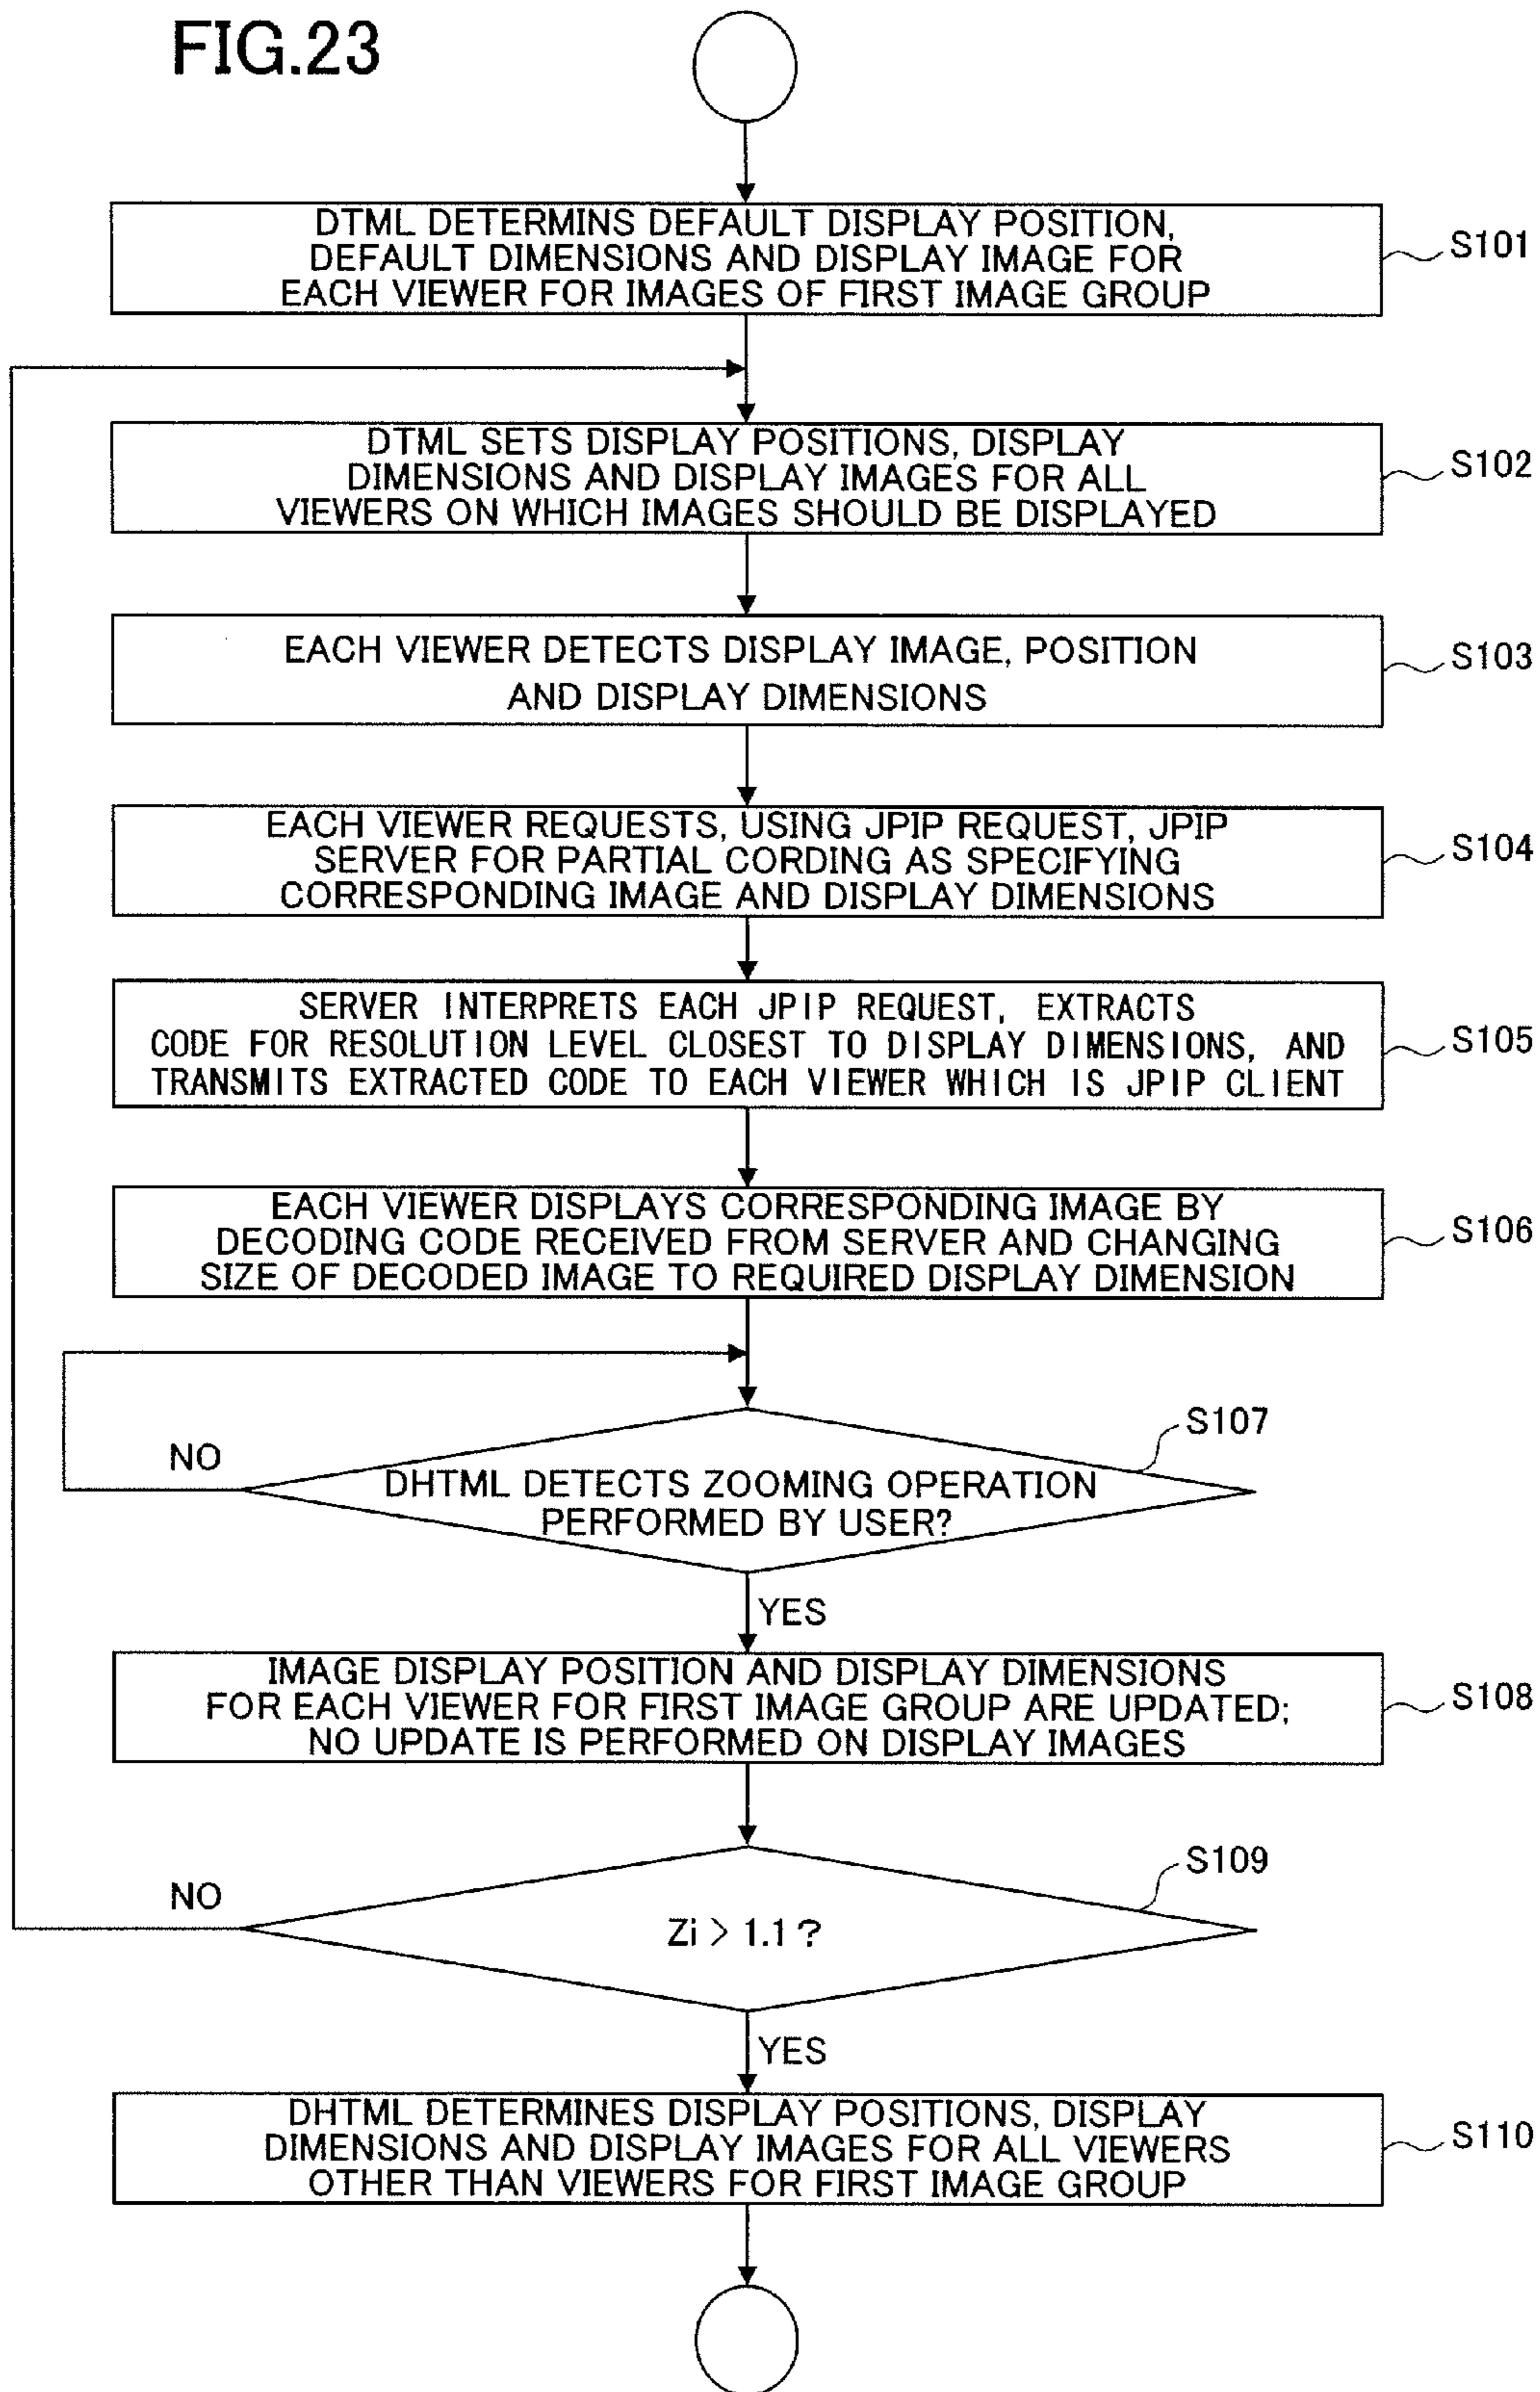 FIG.23
DTML DETERMINS DEFAULT DISPLAY POSITION,
DEFAULT DIMENSIONS AND DISPLAY IMAGE FOR
EACH VIEWER FOR IMAGES OF FIRST IMAGE GROUP
S101
DTML SETS DISPLAY POSITIONS, DISPLAY
DIMENSIONS AND DISPLAY IMAGES FOR ALL
VIEWERS ON WHICH IMAGES SHOULD BE DISPLAYED
S102
EACH VIEWER DETECTS DISPLAY IMAGE, POSITION
AND DISPLAY DIMENSIONS
S103
EACH VIEWER REQUESTS, USING JPIP REQUEST, JPIP
SERVER FOR PARTIAL CORDING AS SPECIFYING
CORRESPONDING IMAGE AND DISPLAY DIMENSIONS
S104
SERVER INTERPRETS EACH JPIP REQUEST, EXTRACTS
CODE FOR RESOLUTION LEVEL CLOSEST TO DISPLAY DIMENSIONS, AND
TRANSMITS EXTRACTED CODE TO EACH VIEWER WHICH IS JPIP CLIENT
S105
EACH VIEWER DISPLAYS CORRESPONDING IMAGE BY
DECODING CODE RECEIVED FROM SERVER AND CHANGING
SIZE OF DECODED IMAGE TO REQUIRED DISPLAY DIMENSION
S106
S107
NO
DHTML DETECTS ZOOMING OPERATION
PERFORMED BY USER?
YES
IMAGE DISPLAY POSITION AND DISPLAY DIMENSIONS
FOR EACH VIEWER FOR FIRST IMAGE GROUP ARE UPDATED;
NO UPDATE IS PERFORMED ON DISPLAY IMAGES
S108
S109
NO
Zi > 1.1 ?
YES
DHTML DETERMINES DISPLAY POSITIONS, DISPLAY
DIMENSIONS AND DISPLAY IMAGES FOR ALL VIEWERS
OTHER THAN VIEWERS FOR FIRST IMAGE GROUP
S110